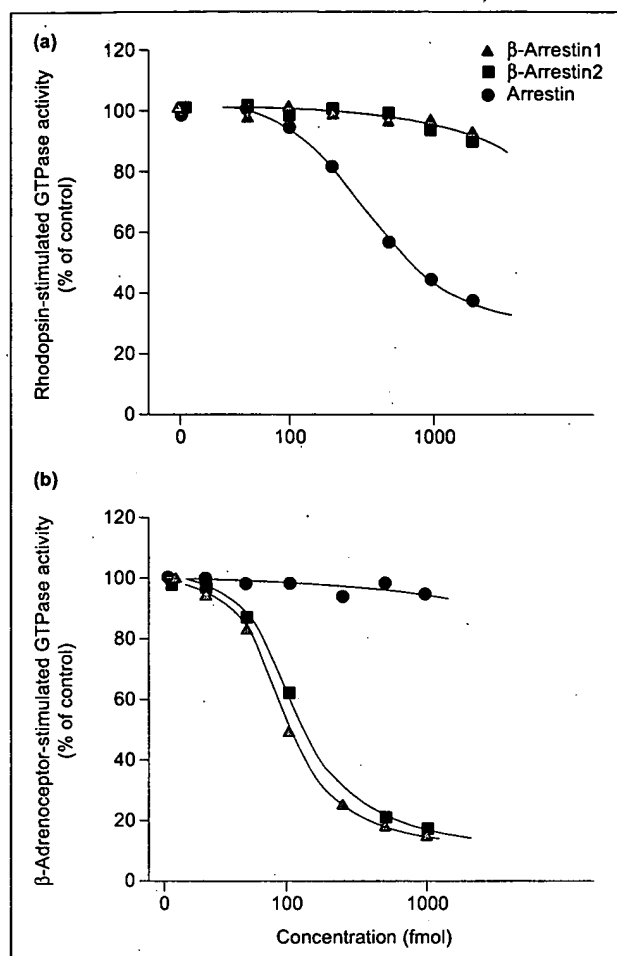 (a)
β-Arrestin1
β-Arrestin2
Arrestin
Rhodopsin-stimulated GTPase activity
(% of control)
120
100
80
60
40
20
0
0 100 1000
(b)
β-Adrenoceptor-stimulated GTPase activity
(% of control)
120
100
80
60
40
20
0
0 100 1000
Concentration (fmol)